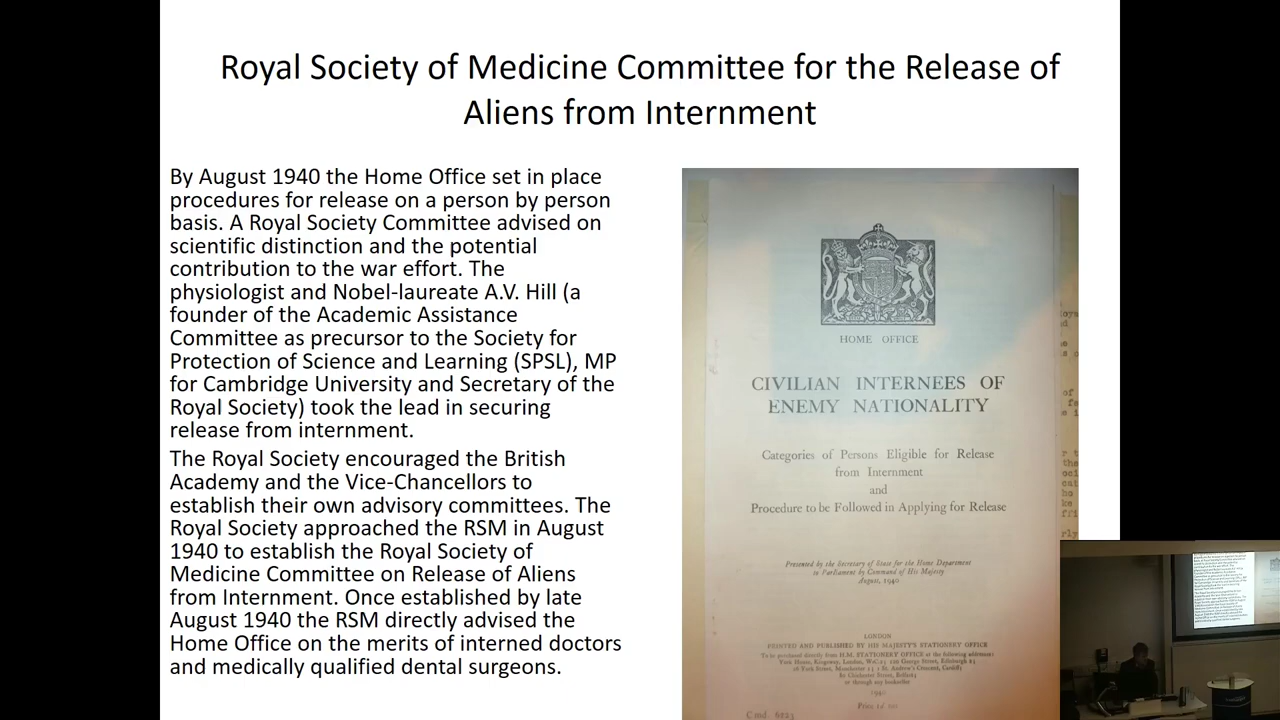 Royal Society of Medicine Committee for the Release of
Aliens from Internment
By August 1940 the Home Office set in place
procedures for release on a person by person
basis. A Royal Society Committee advised on
scientific distinction and the potential
contribution to the war effort. The
physiologist and Nobel-laureate A.V. Hill (a
founder of the Academic Assistance
Committee as precursor to the Society for
Protection of Science and Learning (SPSL), MP
for Cambridge University and Secretary of the
Royal Society) took the lead in securing
release from internment.
The Royal Society encouraged the British
Academy and the Vice-Chancellors to
establish their own advisory committees. The
Royal Society approached the RSM in August
1940 to establish the Royal Society of
Medicine Committee on Release of Aliens
from Internment. Once established by late
August 1940 the RSM directly advised the
Home Office on the merits of interned doctors
and medically qualified dental surgeons.
HOME OFFICE
CIVILIAN INTERNEES OF
ENEMY NATIONALITY
Categories of Persons Eligible for Release
from Internment
and
Procedure to be Followed in Applying for Release
Presented by the Secretary of State for the Home Department
to Parliament by Command of His Majesty
August, 1940
LONDON
PRINTED AND PUBLISHED BY HIS MAJESTY'S STATIONERY OFFICE
To be purchased directly from H.M. STATIONERY OFFICE at the following addresses:
York House, Kingsway, London, W.C.2; 120 George Street, Edinburgh 2;
York Street, Manchester 1; 1 St. Andrew's Crescent, Cardiff;
80 Chichester Street, Belfast;
or through any bookseller
1940
Price
Cmd. 6223